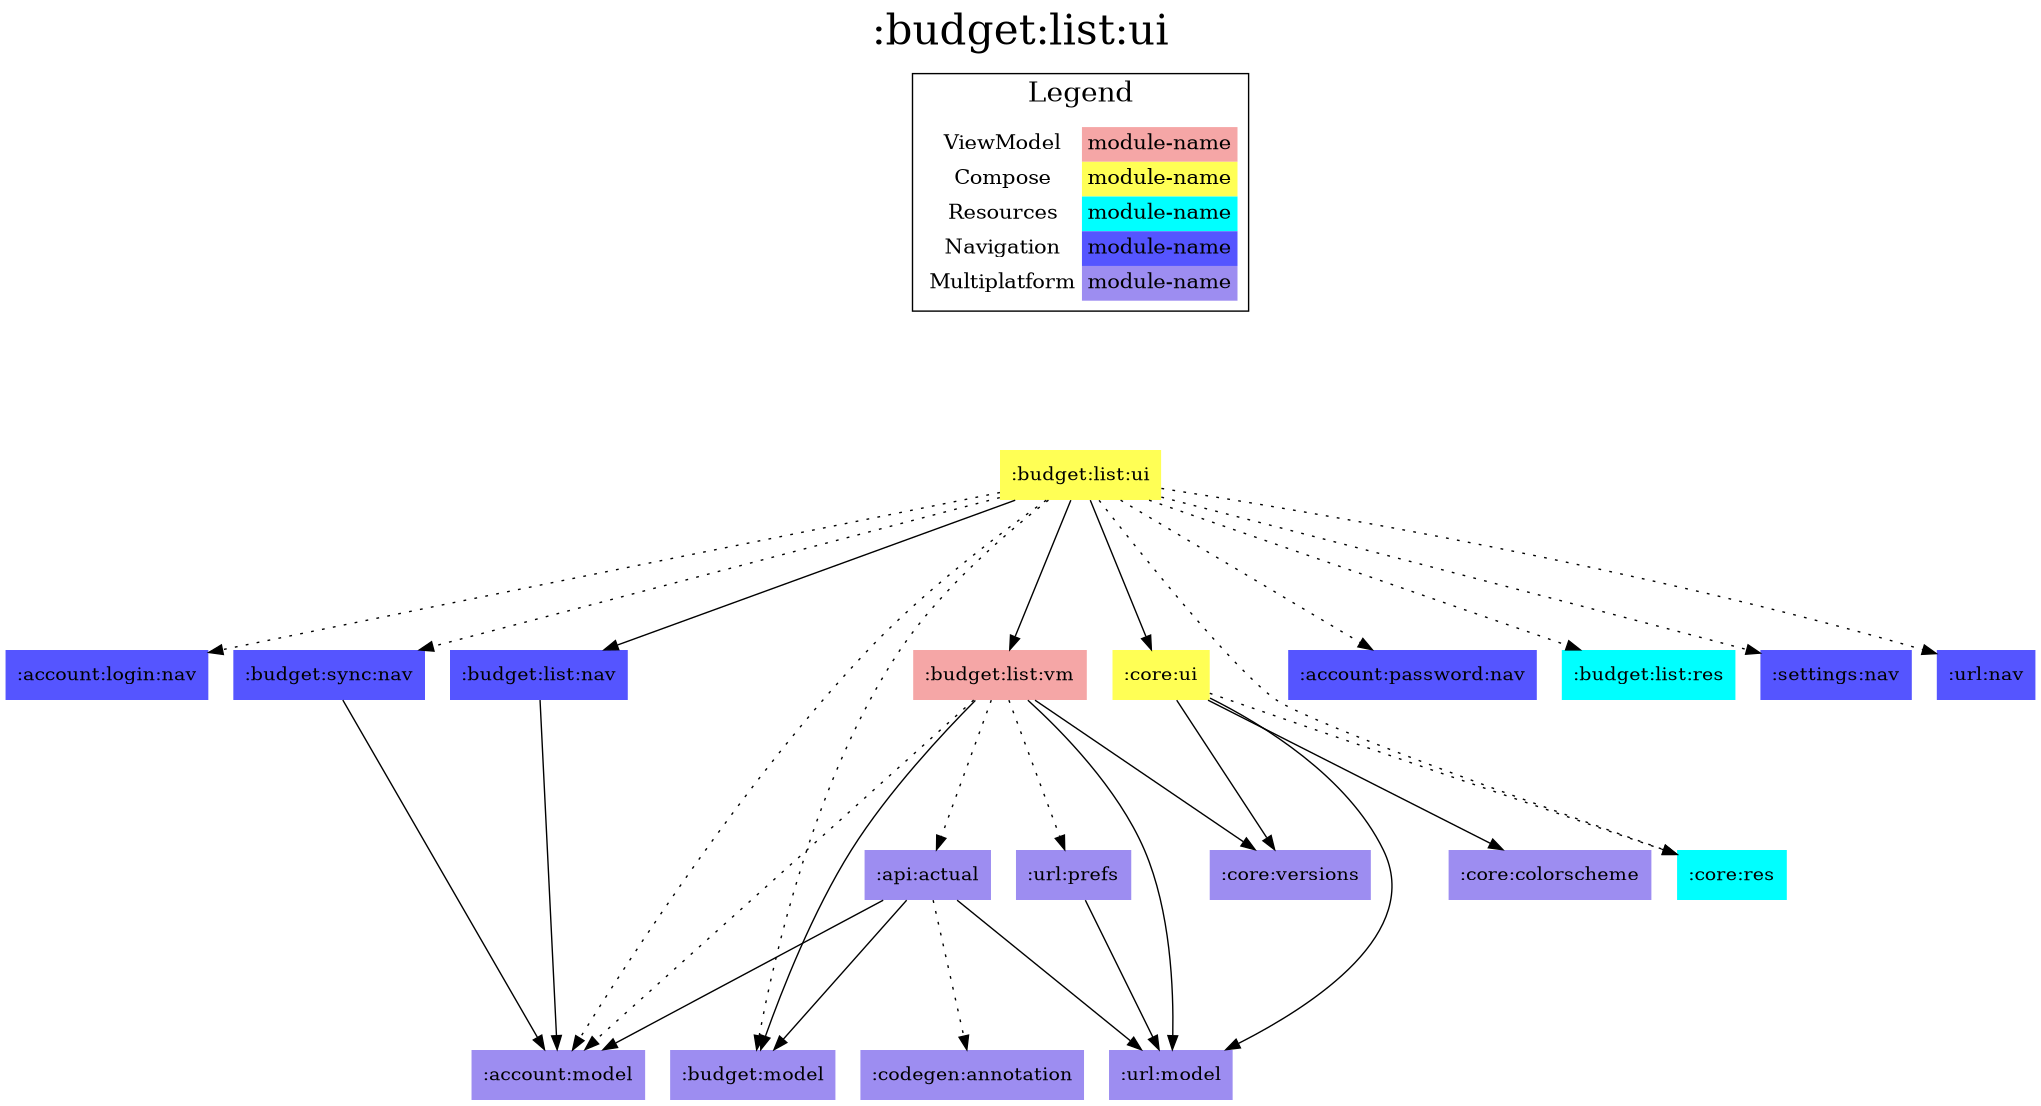 :budget:list:ui
Legend
ViewModel module-name
Compose module-name
Resources module-name
Navigation module-name
Multiplatform module-name
:budget:list:ui
:account:login:nav :budget:sync:nav :budget:list:nav :budget:list:vm :core:ui :account:password:nav :budget:list:res :settings:nav :url:nav
:api:actual :url:prefs :core:versions :core:colorscheme :core:res
:account:model :budget:model :codegen:annotation :url:model